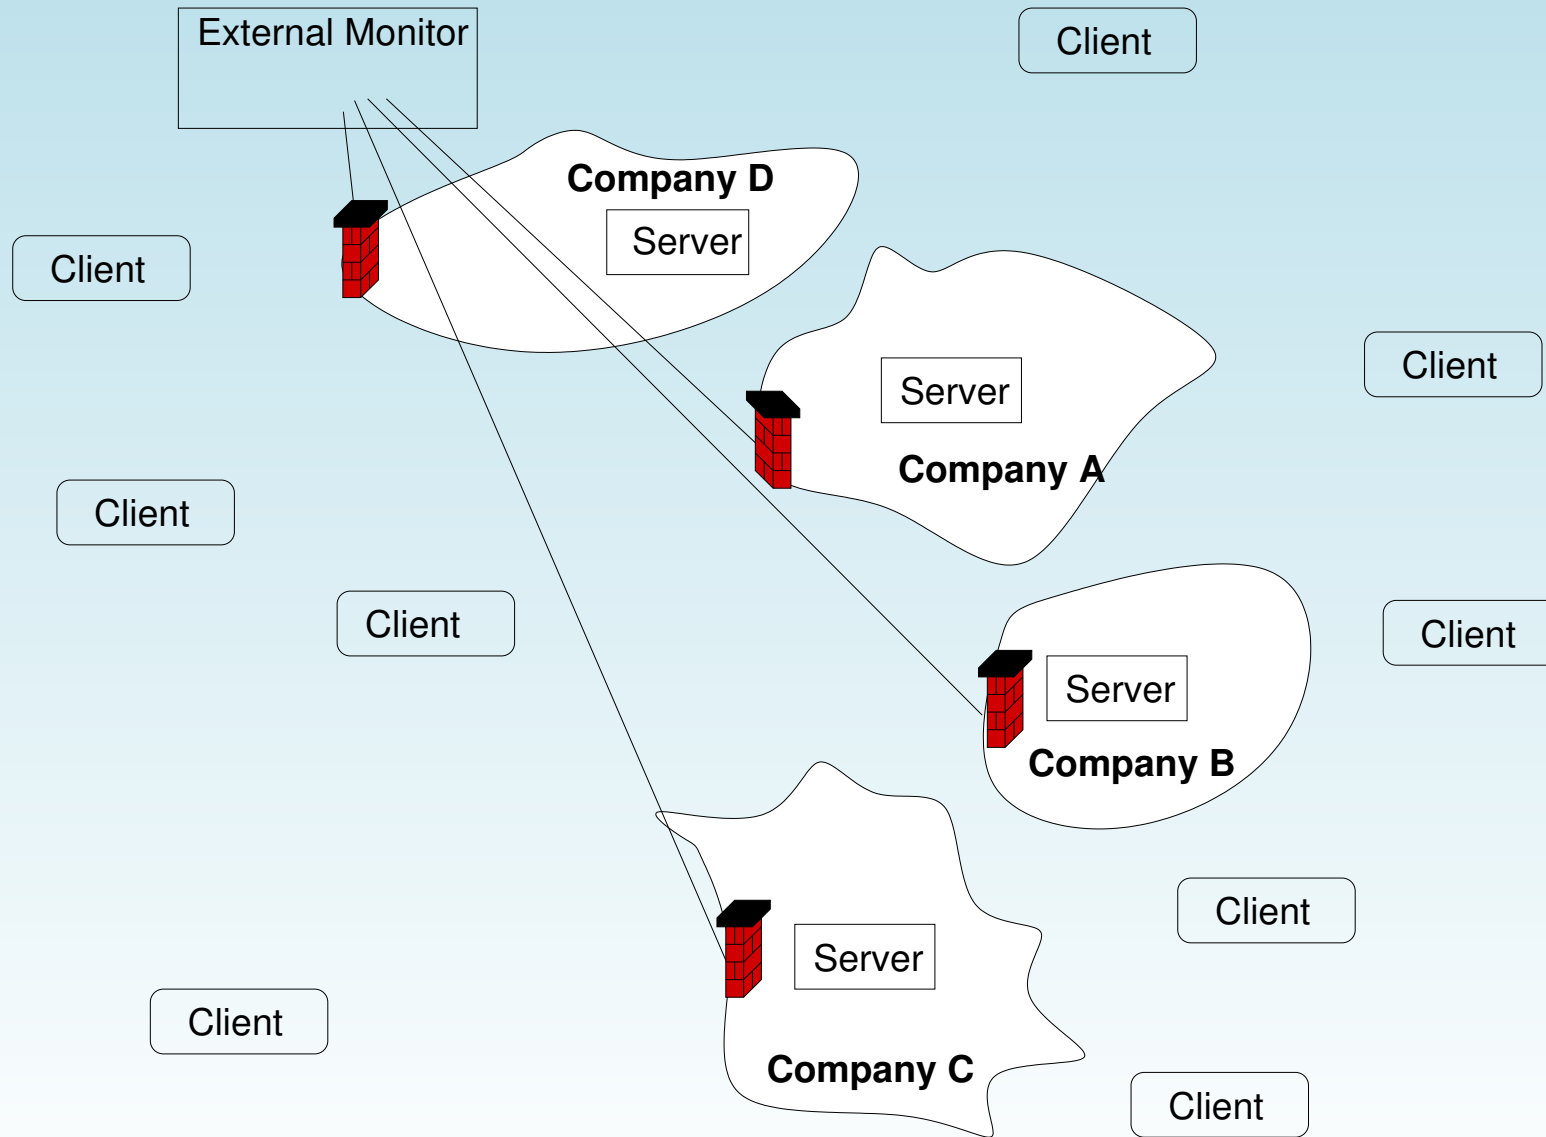 External Monitor
Client
Company D
Server
Client
Client
Server
Company A
Client
Client
Client
Server
Company B
Client
Server
Client
Company C
Client